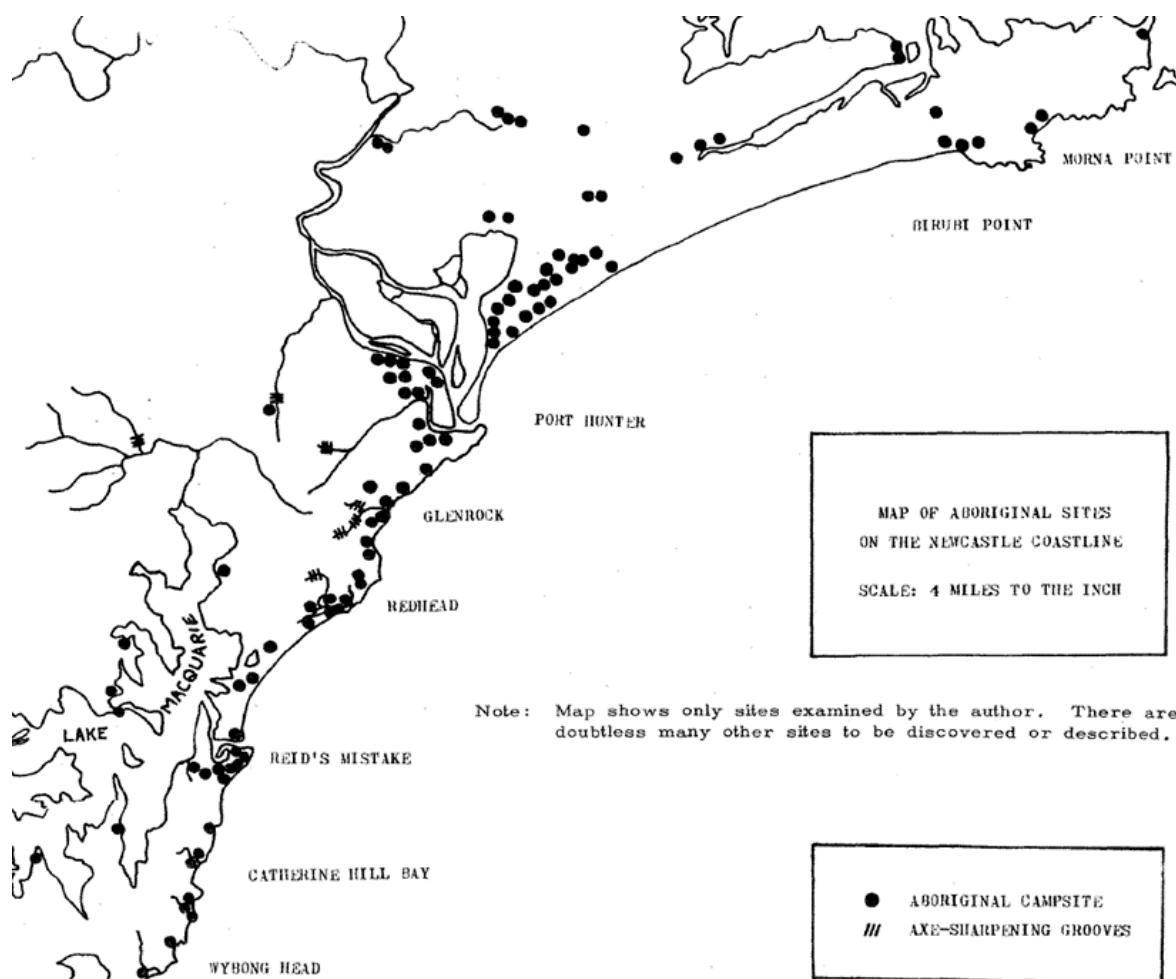 MORNA POINT
BIRUBI POINT
PORT HUNTER
GLENROCK
REDHEAD
MACQUARIE
LAKE
REID'S MISTAKE
CATHERINE HILL BAY
WYBONG HEAD
MAP OF ABORIGINAL SITES
ON THE NEWCASTLE COASTLINE
SCALE: 4 MILES TO THE INCH
Note: Map shows only sites examined by the author. There are
doubtless many other sites to be discovered or described.
ABORIGINAL CAMPSITE
AXE-SHARPENING GROOVES